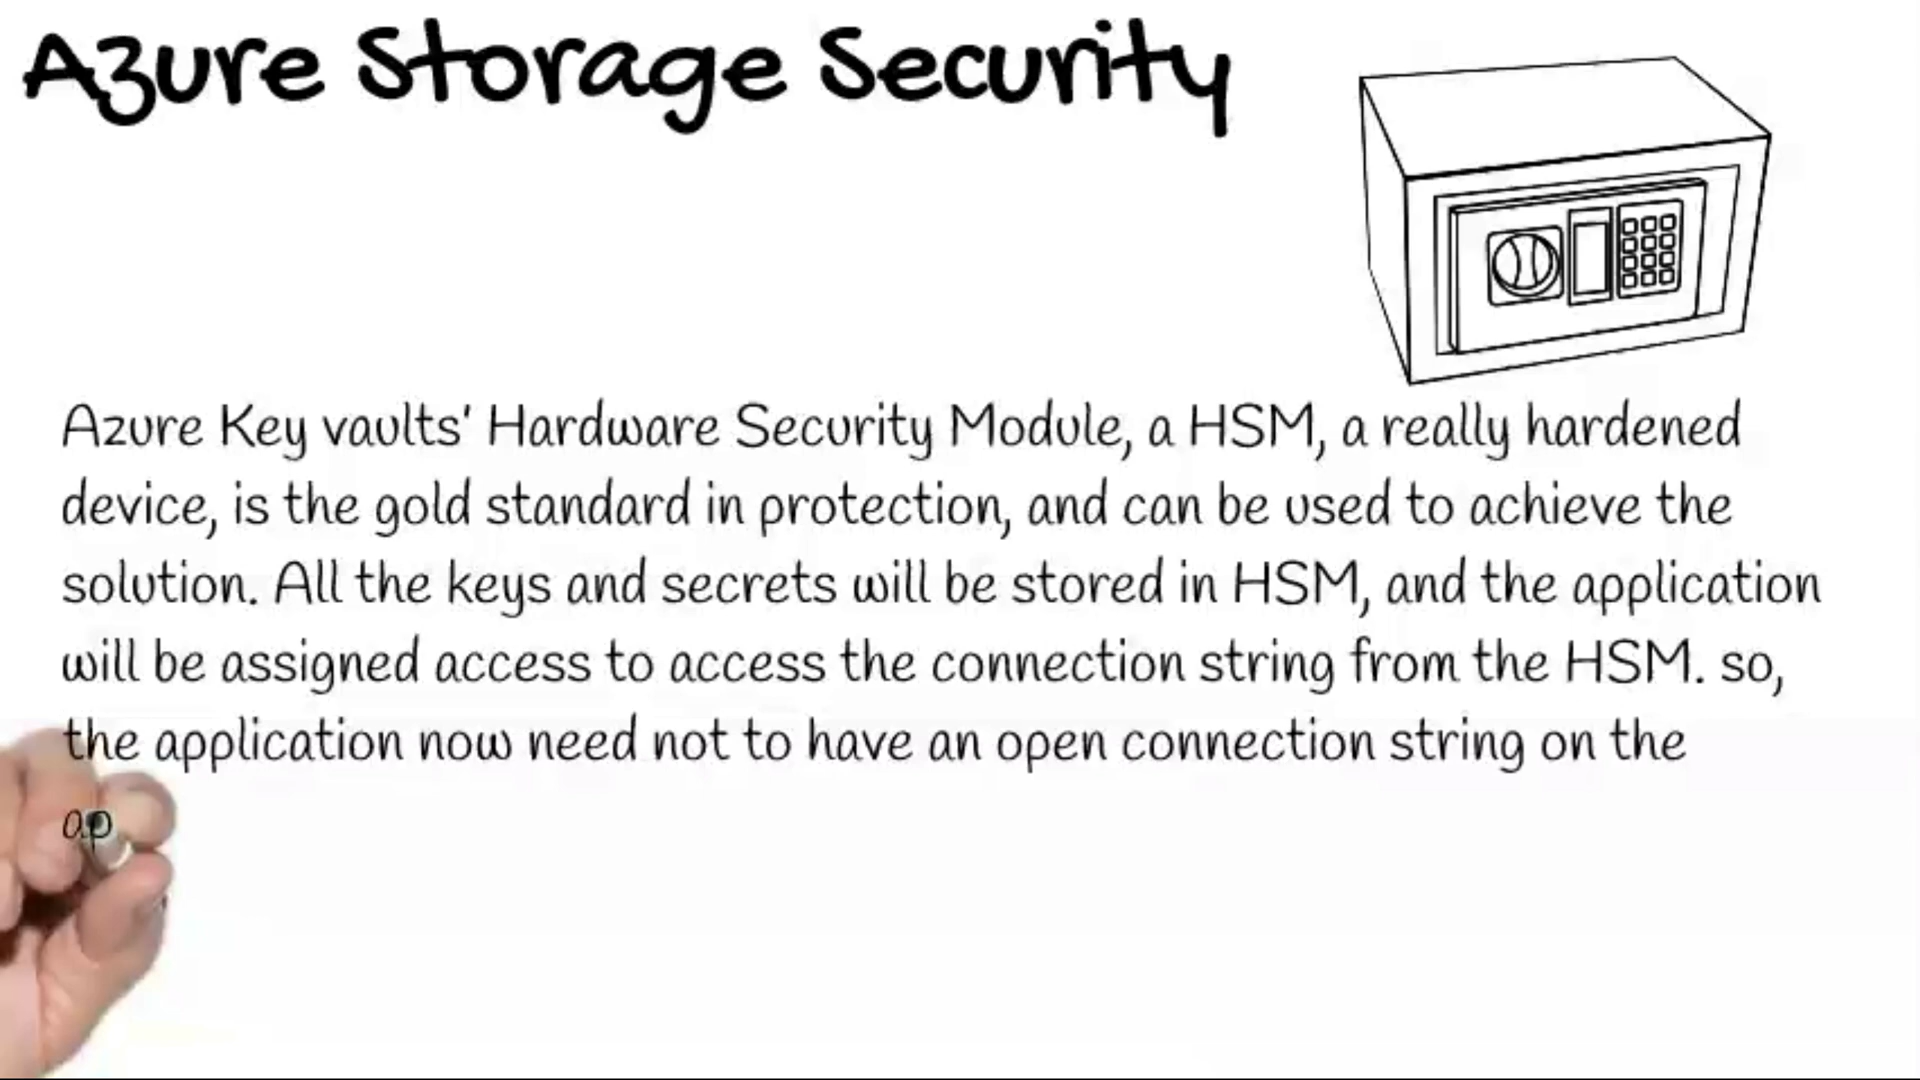 Azure Storage Security
Azure Key vaults' Hardware Security Module, a HSM, a really hardened
device, is the gold standard in protection, and can be used to achieve the
solution. All the keys and secrets will be stored in HSM, and the application
will be assigned access to access the connection string from the HSM. so,
the application now need not to have an open connection string on the
ap